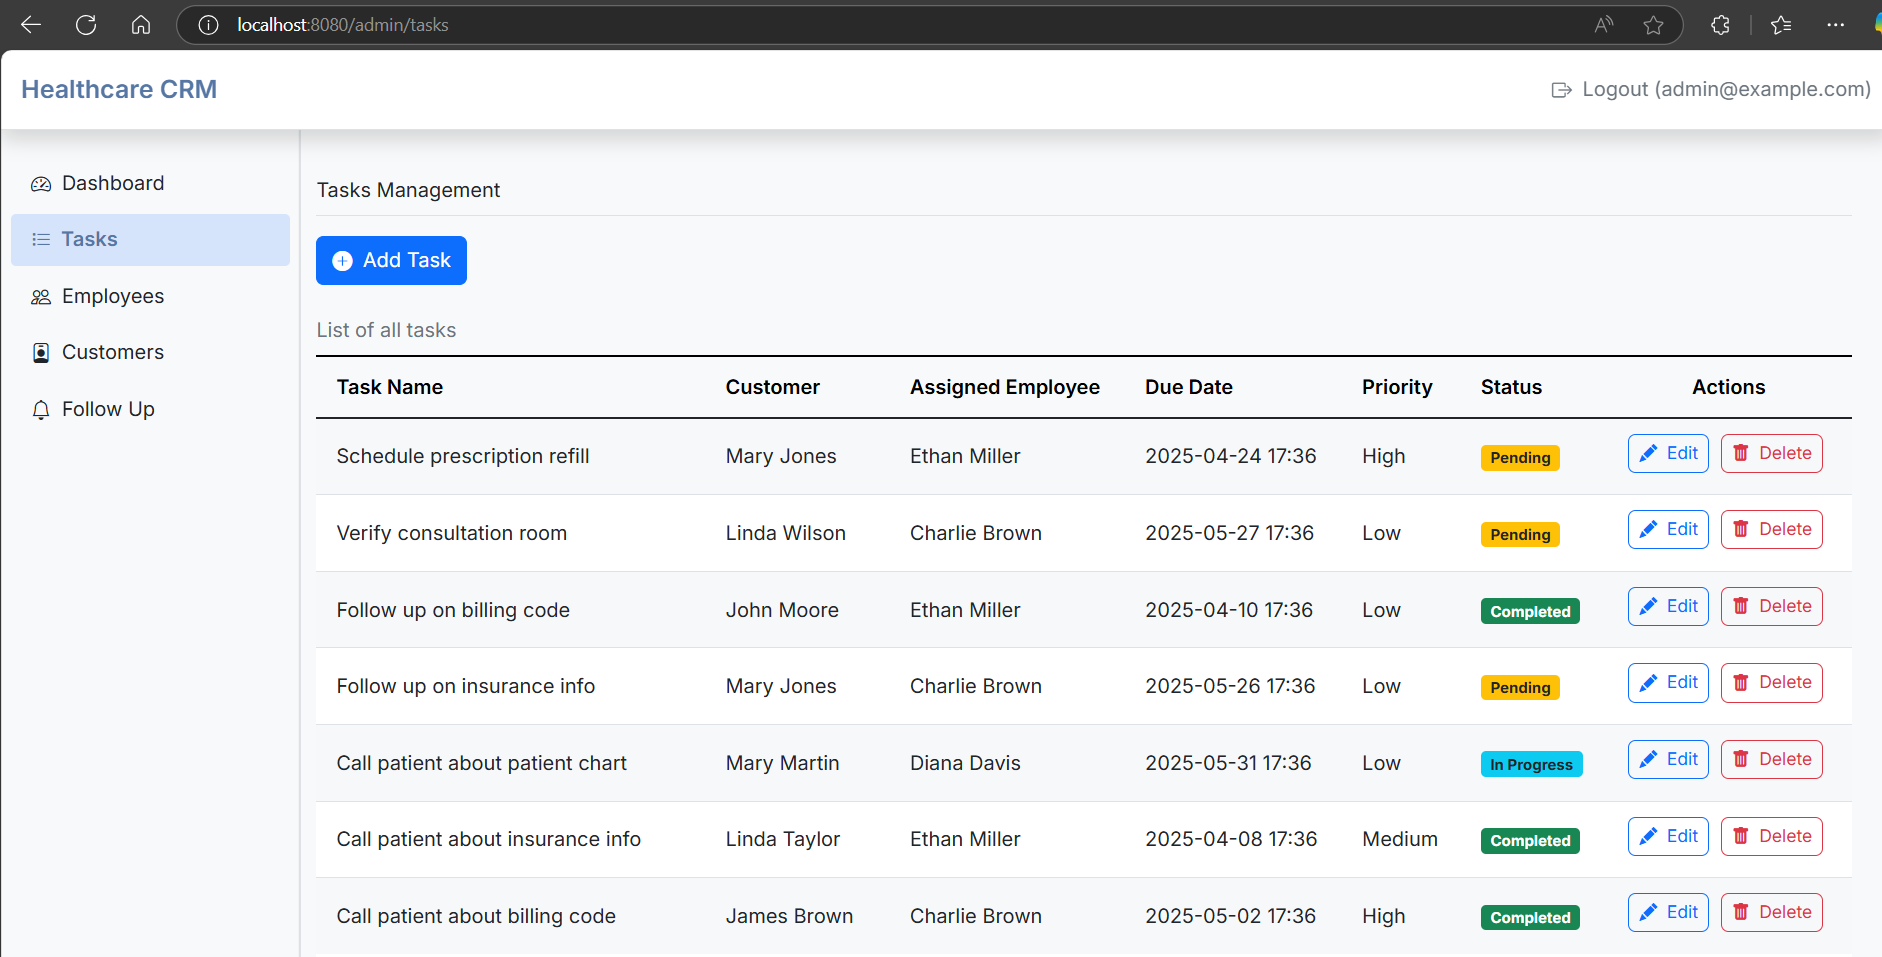 localhost:8080/admin/tasks
Healthcare CRM
Logout (admin@example.com)
Dashboard
Tasks
Employees
Customers
Follow Up
Tasks Management
Add Task
List of all tasks
Task Name Customer Assigned Employee Due Date Priority Status Actions
Schedule prescription refill Mary Jones Ethan Miller 2025-04-24 17:36 High Pending Edit Delete
Verify consultation room Linda Wilson Charlie Brown 2025-05-27 17:36 Low Pending Edit Delete
Follow up on billing code John Moore Ethan Miller 2025-04-10 17:36 Low Completed Edit Delete
Follow up on insurance info Mary Jones Charlie Brown 2025-05-26 17:36 Low Pending Edit Delete
Call patient about patient chart Mary Martin Diana Davis 2025-05-31 17:36 Low In Progress Edit Delete
Call patient about insurance info Linda Taylor Ethan Miller 2025-04-08 17:36 Medium Completed Edit Delete
Call patient about billing code James Brown Charlie Brown 2025-05-02 17:36 High Completed Edit Delete